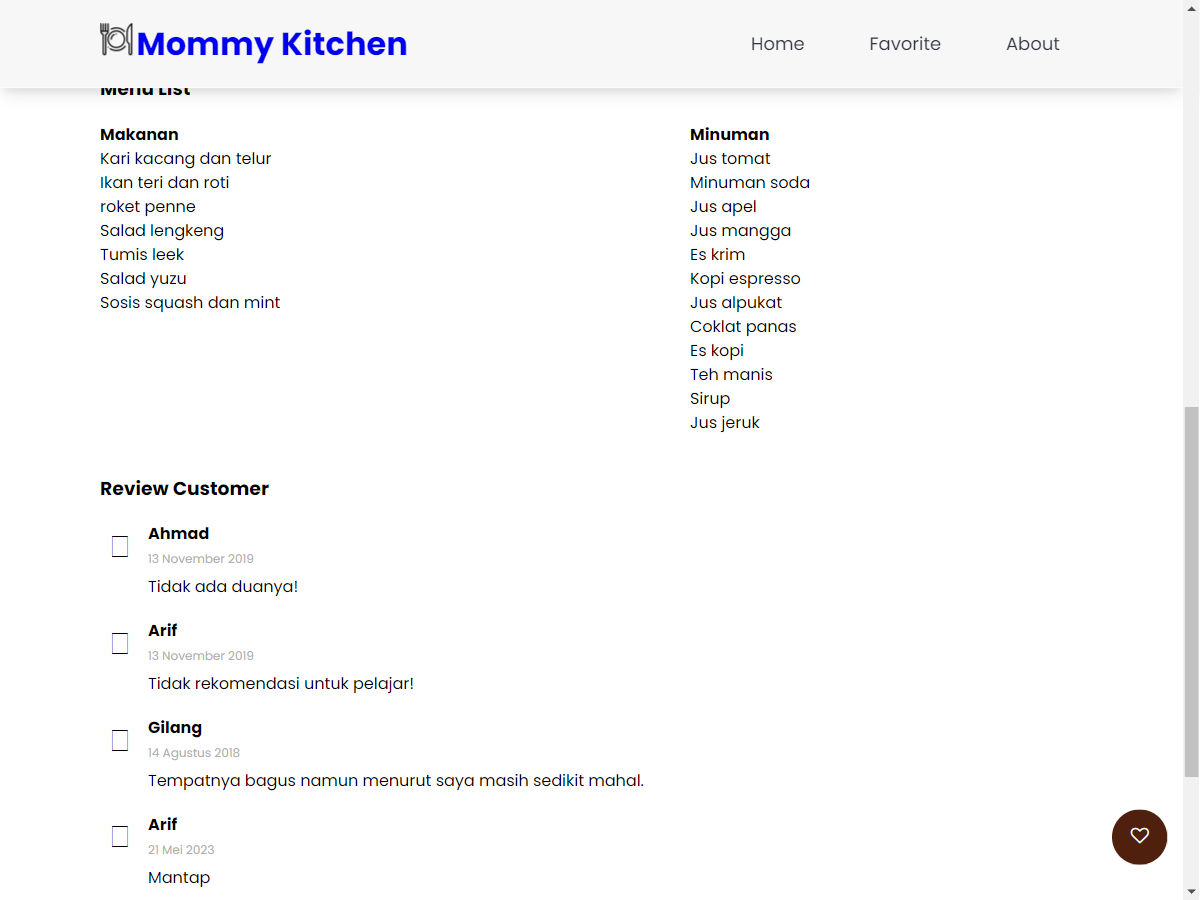 Mommy Kitchen
Home
Favorite
About
Menu List
Makanan
Kari kacang dan telur
Ikan teri dan roti
roket penne
Salad lengkeng
Tumis leek
Salad yuzu
Sosis squash dan mint
Minuman
Jus tomat
Minuman soda
Jus apel
Jus mangga
Es krim
Kopi espresso
Jus alpukat
Coklat panas
Es kopi
Teh manis
Sirup
Jus jeruk
Review Customer
Ahmad
13 November 2019
Tidak ada duanya!
Arif
13 November 2019
Tidak rekomendasi untuk pelajar!
Gilang
14 Agustus 2018
Tempatnya bagus namun menurut saya masih sedikit mahal.
Arif
21 Mei 2023
Mantap